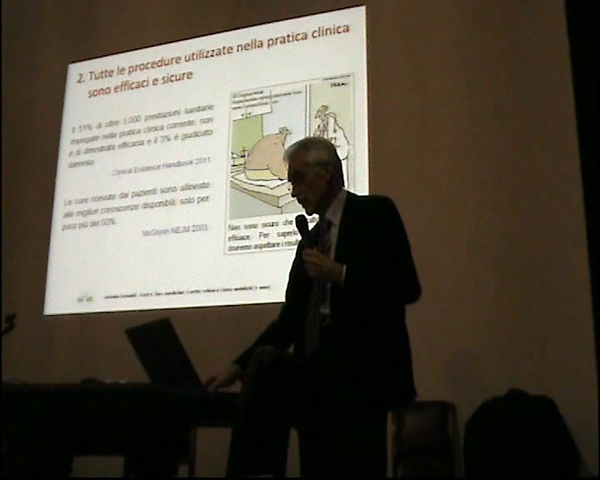 2. Tutte le procedure utilizzate nella pratica clinica
sono efficaci e sicure
Il 51% di oltre 3.000 prestazioni sanitarie
impiegate nella pratica clinica corrente non
è di dimostrata efficacia e il 3% è giudicato
dannoso.
Clinical Evidence Handbook 2011
Le cure ricevute dai pazienti sono allineate
alle migliori conoscenze disponibili solo per
poco più del 50%.
McGlynn NEJM 2003
Non sono sicuro che
efficace. Per saperlo
dovremo aspettare i